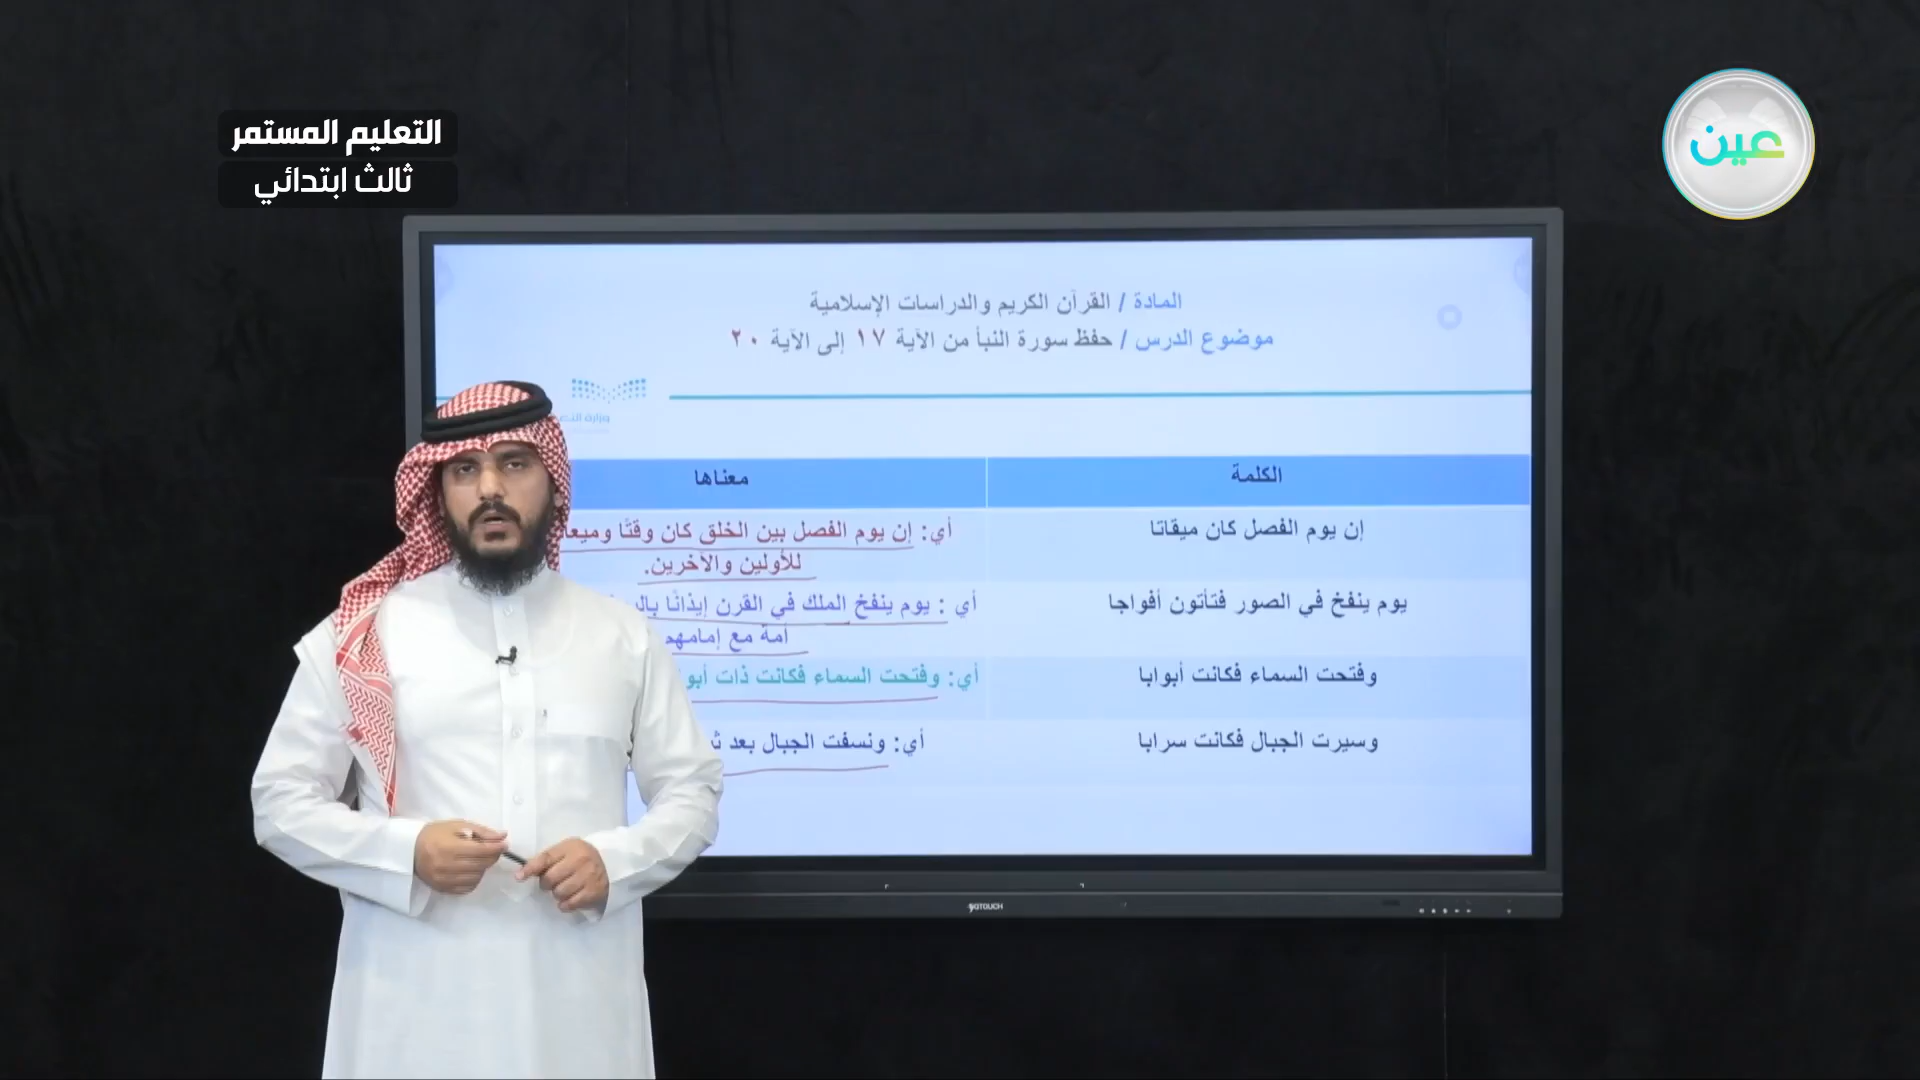 التعليم المستمر
ثالث ابتدائي
عين
المادة / القرآن الكريم والدراسات الإسلامية
موضوع الدرس / حفظ سورة النبأ من الآية ١٧ إلى الآية ٢٠
وزارة
الكلمة
معناها
إن يوم الفصل كان ميقاتا
أي: إن يوم الفصل بين الخلق كان وقتًا
للأولين والآخرين.
يوم ينفخ في الصور فتأتون أفواجا
أي : يوم ينفخ الملك في القرن إيذانًا
أمة مع إمامهم
وفتحت السماء فكانت أبوابا
أي: وفتحت السماء فكانت ذات
وسيرت الجبال فكانت سرابا
أي: ونسفت الجبال بعد